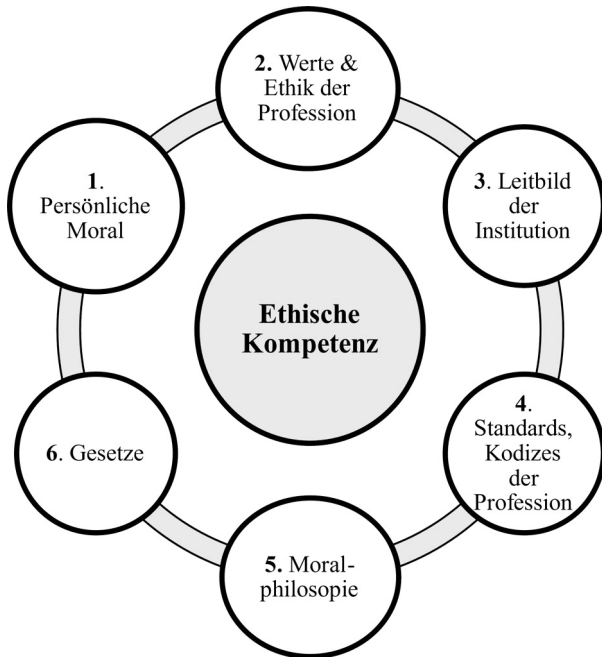 1.
Persönliche
Moral
2. Werte &
Ethik der
Profession
3. Leitbild
der
Institution
4.
Standards,
Kodizes
der
Profession
5. Moral-
philosopie
6. Gesetze
Ethische
Kompetenz